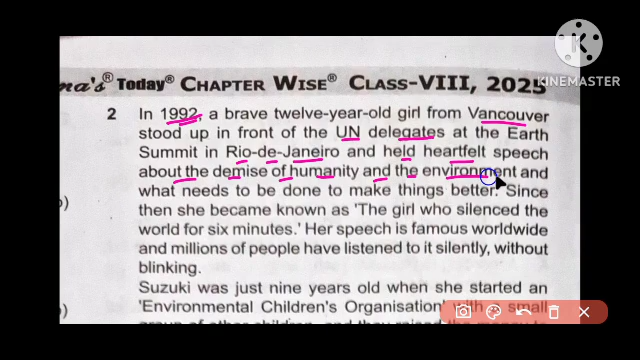 KINEMASTER
ma's® Today® CHAPTER WISE® CLASS-VIII, 2025
2 In 1992, a brave twelve-year-old girl from Vancouver
stood up in front of the UN delegates at the Earth
Summit in Rio-de-Janeiro and held heartfelt speech
about the demise of humanity and the environment and
what needs to be done to make things better. Since
then she became known as 'The girl who silenced the
world for six minutes.' Her speech is famous worldwide
and millions of people have listened to it silently, without
blinking.
Suzuki was just nine years old when she started an
'Environmental Children's Organisation' with a small